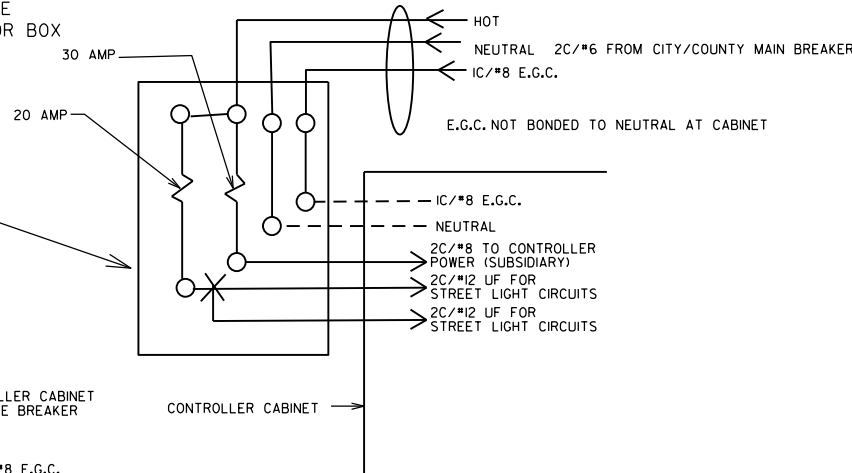 E
OR BOX
30 AMP
20 AMP
HOT
NEUTRAL 2C/#6 FROM CITY/COUNTY MAIN BREAKER
1C/#8 E.G.C.
E.G.C. NOT BONDED TO NEUTRAL AT CABINET
1C/#8 E.G.C.
NEUTRAL
2C/#8 TO CONTROLLER
POWER (SUBSIDIARY)
2C/#12 UF FOR
STREET LIGHT CIRCUITS
2C/#12 UF FOR
STREET LIGHT CIRCUITS
LLER CABINET
E BREAKER
CONTROLLER CABINET
#8 E.G.C.